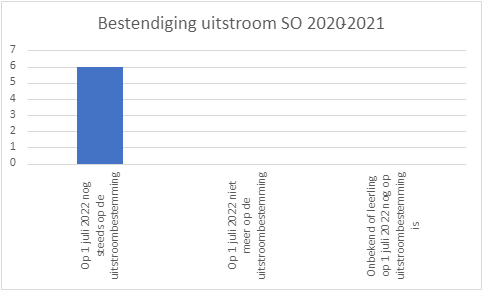 Bestendiging uitstroom SO 2020-2021
7
6
5
4
3
2
1
0
Op 1 juli 2022 nog
steeds op de
uitstroombestemming
Op 1 juli 2022 niet
meer op de
uitstroombestemming
Onbekend of leerling
op 1 juli 2022 nog op
uitstroombestemming
is